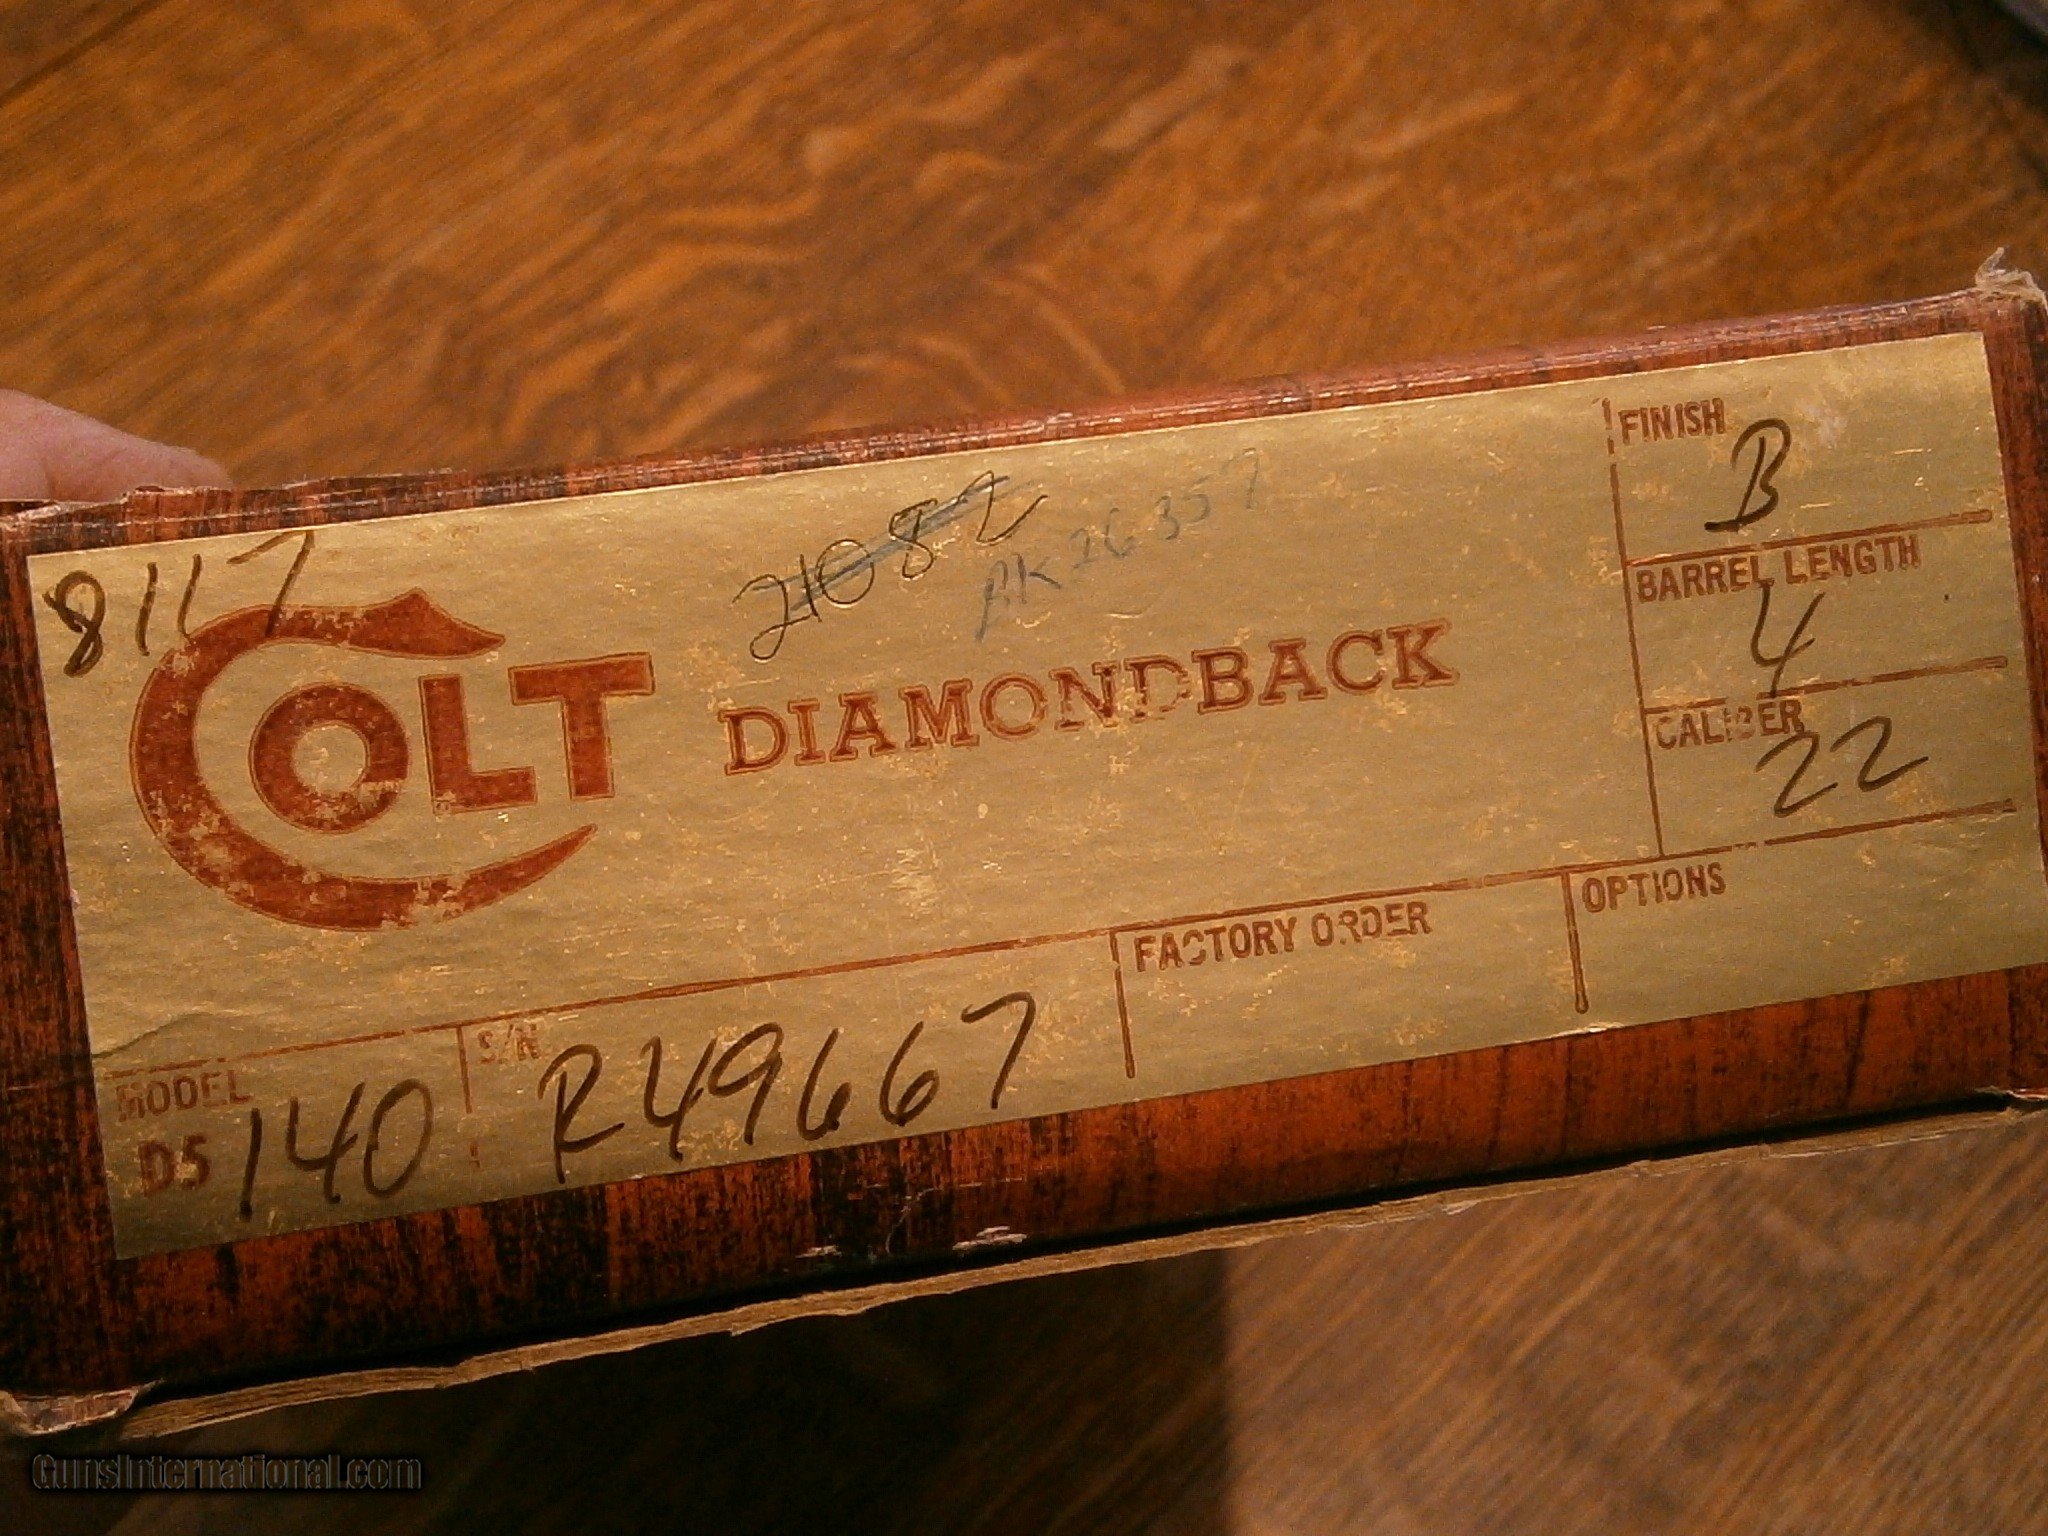 8117
21082
RK26357
COLT
DIAMONDBACK
FINISH
B
BARREL LENGTH
4
CALIBER
22
MODEL
D5 140
S/N
R49667
FACTORY ORDER
OPTIONS
GunsInternational.com